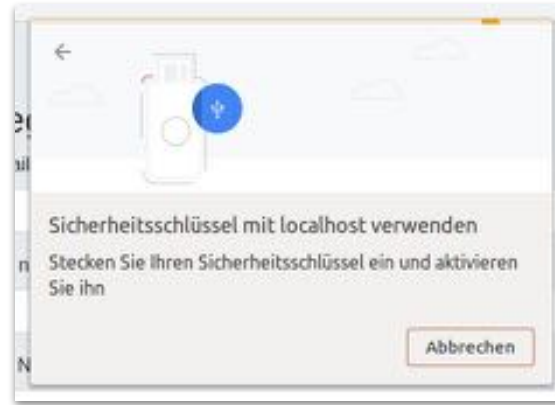 Sicherheitsschlüssel mit localhost verwenden
Stecken Sie Ihren Sicherheitsschlüssel ein und aktivieren
Sie ihn
Abbrechen